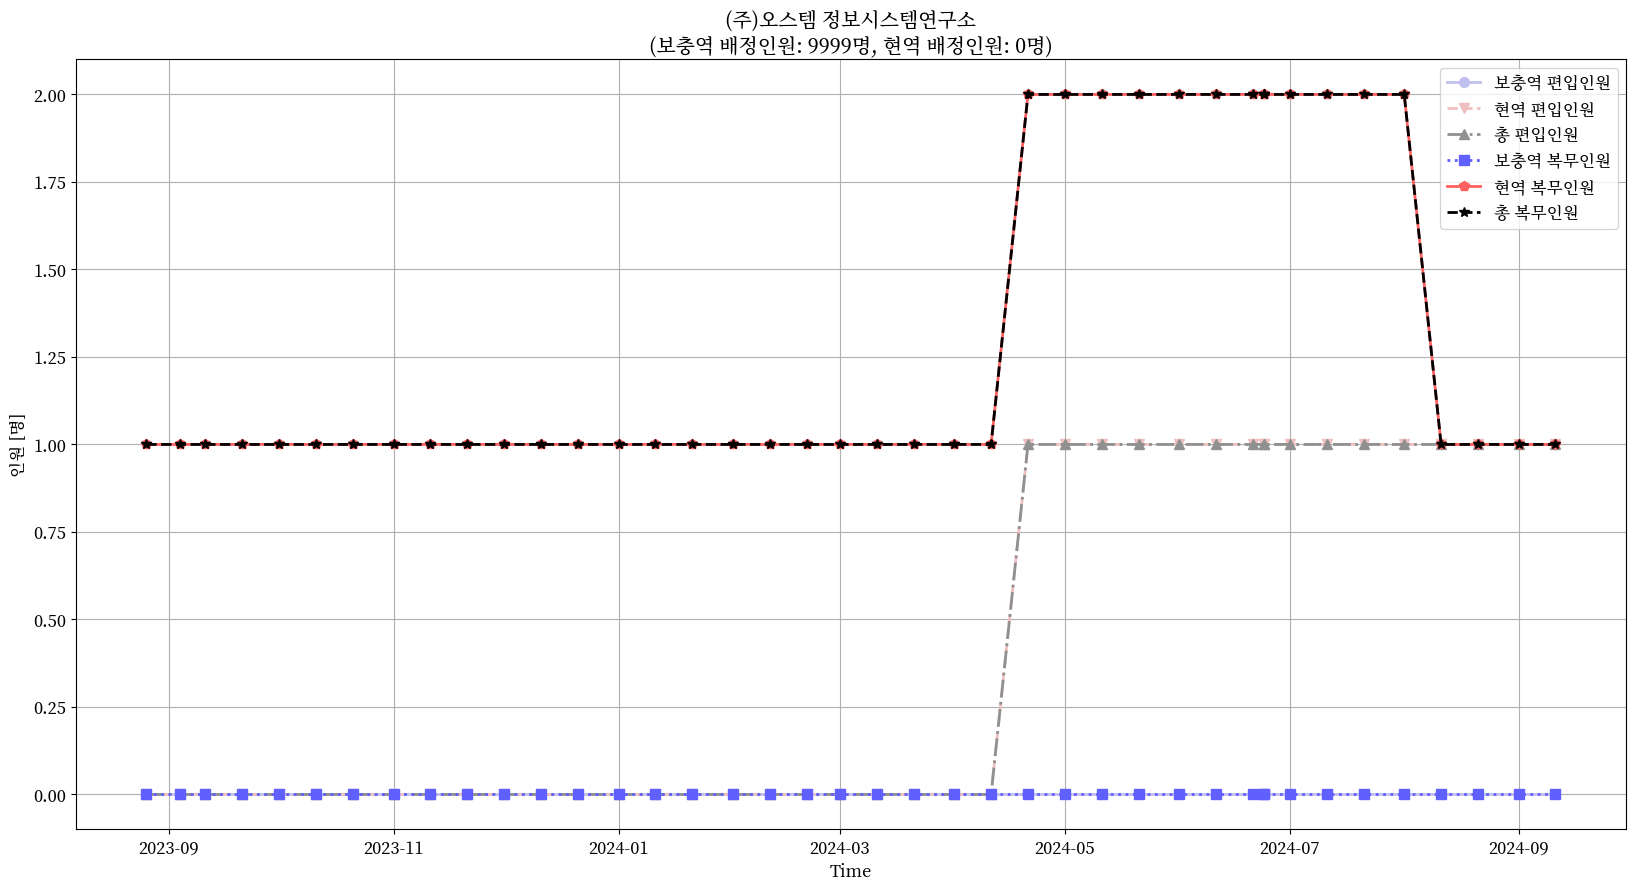 (주)오스템 정보시스템연구소
(보충역 배정인원: 9999명, 현역 배정인원: 0명)
보충역 편입인원
현역 편입인원
총 편입인원
보충역 복무인원
현역 복무인원
총 복무인원
인원 [명]
2.00
1.75
1.50
1.25
1.00
0.75
0.50
0.25
0.00
2023-09
2023-11
2024-01
2024-03
2024-05
2024-07
2024-09
Time